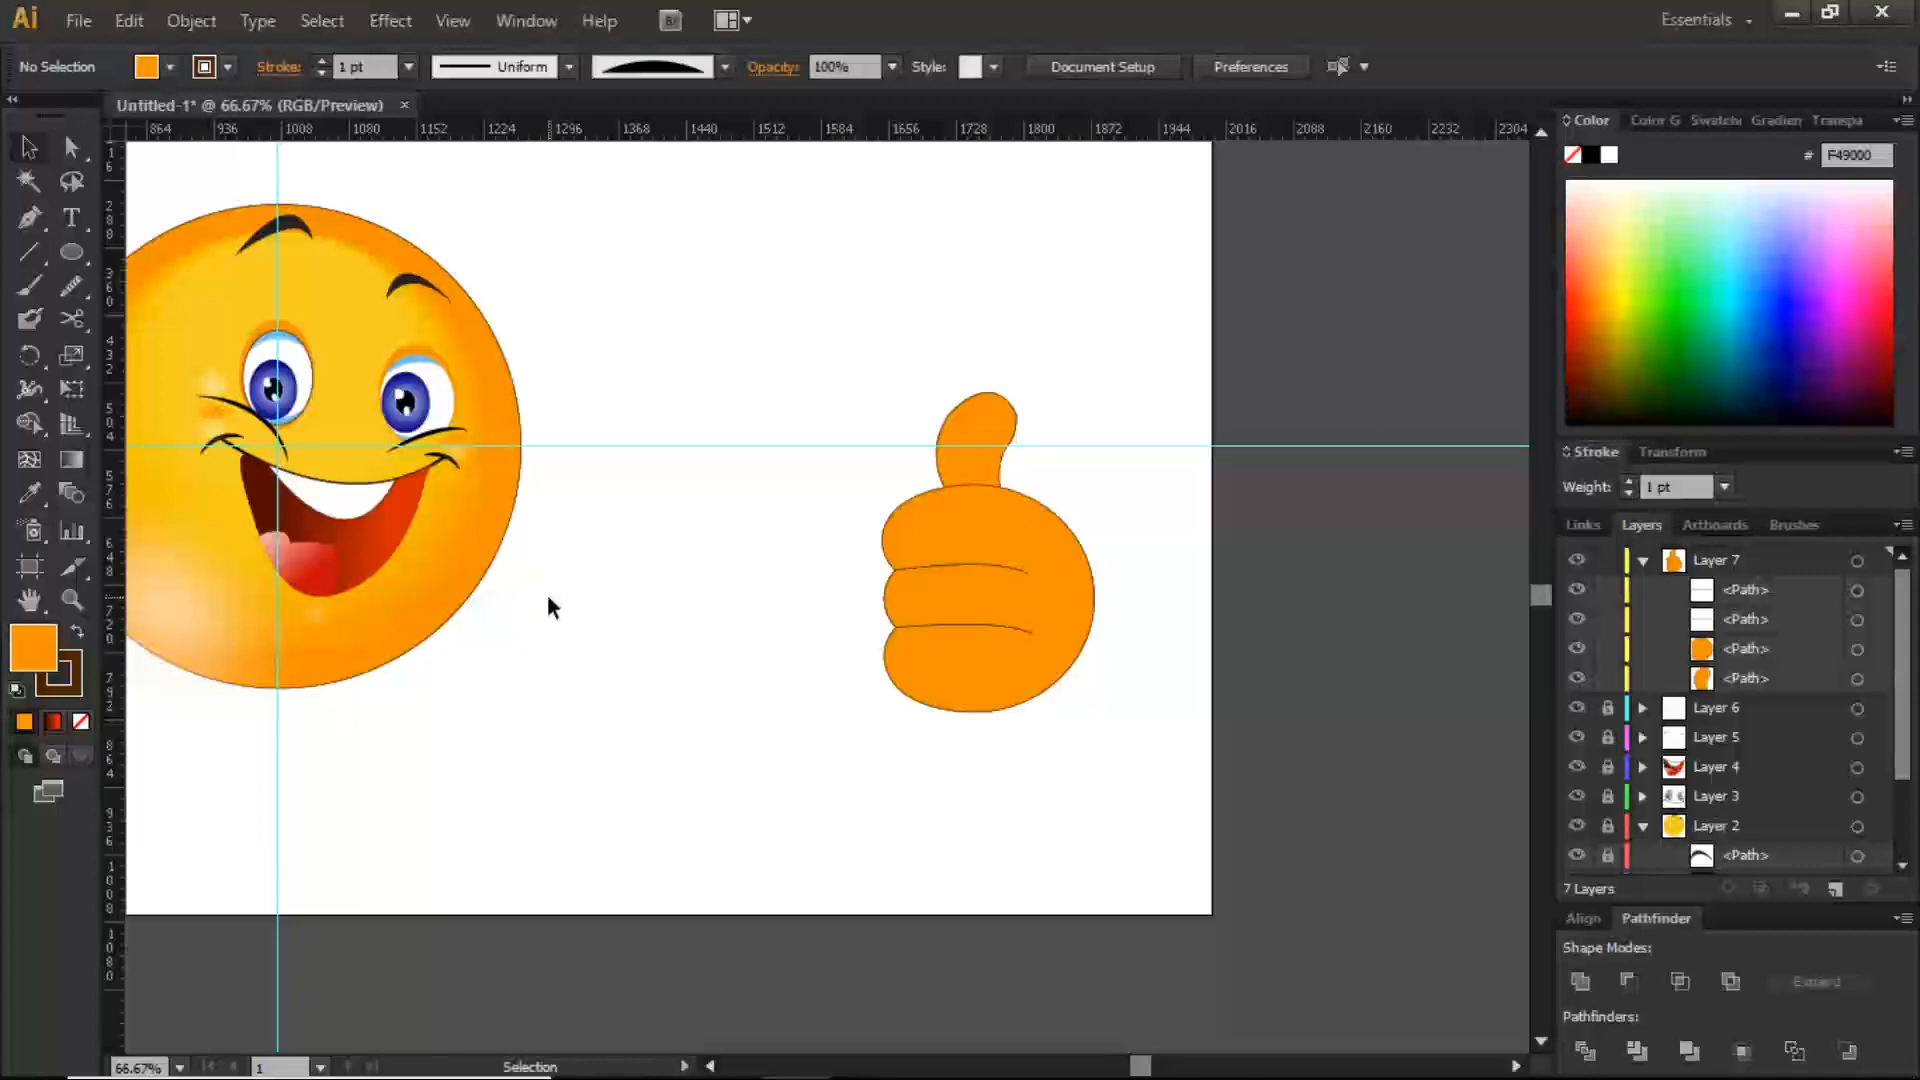 Ai File Edit Object Type Select Effect View Window Help Br Essentials
No Selection Stroke: 1 pt Uniform Opacity: 100% Style: Document Setup Preferences
Untitled-1* @ 66.67% (RGB/Preview) ×
864 936 1008 1080 1152 1224 1296 1368 1440 1512 1584 1656 1728 1800 1872 1944 2016 2088 2160 2232 2304
Color Color G Swatche Gradien Transpa
# F49000
Stroke Transform
Weight: 1 pt
Links Layers Artboards Brushes
Layer 7
<Path>
<Path>
<Path>
<Path>
Layer 6
Layer 5
Layer 4
Layer 3
Layer 2
<Path>
7 Layers
Align Pathfinder
Shape Modes:
Expand
Pathfinders:
66.67% 1 Selection